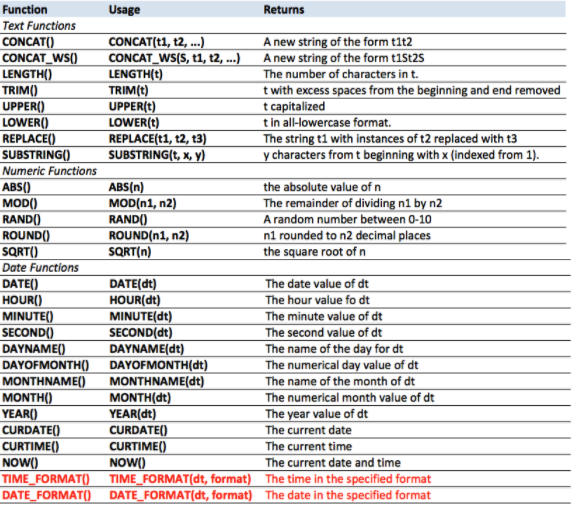 Function Usage Returns
Text Functions
CONCAT() CONCAT(t1, t2, ...) A new string of the form t1t2
CONCAT_WS() CONCAT_WS(S, t1, t2, ...) A new string of the form t1St2S
LENGTH() LENGTH(t) The number of characters in t.
TRIM() TRIM(t) t with excess spaces from the beginning and end removed
UPPER() UPPER(t) t capitalized
LOWER() LOWER(t) t in all-lowercase format.
REPLACE() REPLACE(t1, t2, t3) The string t1 with instances of t2 replaced with t3
SUBSTRING() SUBSTRING(t, x, y) y characters from t beginning with x (indexed from 1).
Numeric Functions
ABS() ABS(n) the absolute value of n
MOD() MOD(n1, n2) The remainder of dividing n1 by n2
RAND() RAND() A random number between 0-10
ROUND() ROUND(n1, n2) n1 rounded to n2 decimal places
SQRT() SQRT(n) the square root of n
Date Functions
DATE() DATE(dt) The date value of dt
HOUR() HOUR(dt) The hour value fo dt
MINUTE() MINUTE(dt) The minute value of dt
SECOND() SECOND(dt) The second value of dt
DAYNAME() DAYNAME(dt) The name of the day for dt
DAYOFMONTH() DAYOFMONTH(dt) The numerical day value of dt
MONTHNAME() MONTHNAME(dt) The name of the month of dt
MONTH() MONTH(dt) The numerical month value of dt
YEAR() YEAR(dt) The year value of dt
CURDATE() CURDATE() The current date
CURTIME() CURTIME() The current time
NOW() NOW() The current date and time
TIME_FORMAT() TIME_FORMAT(dt, format) The time in the specified format
DATE_FORMAT() DATE_FORMAT(dt, format) The date in the specified format